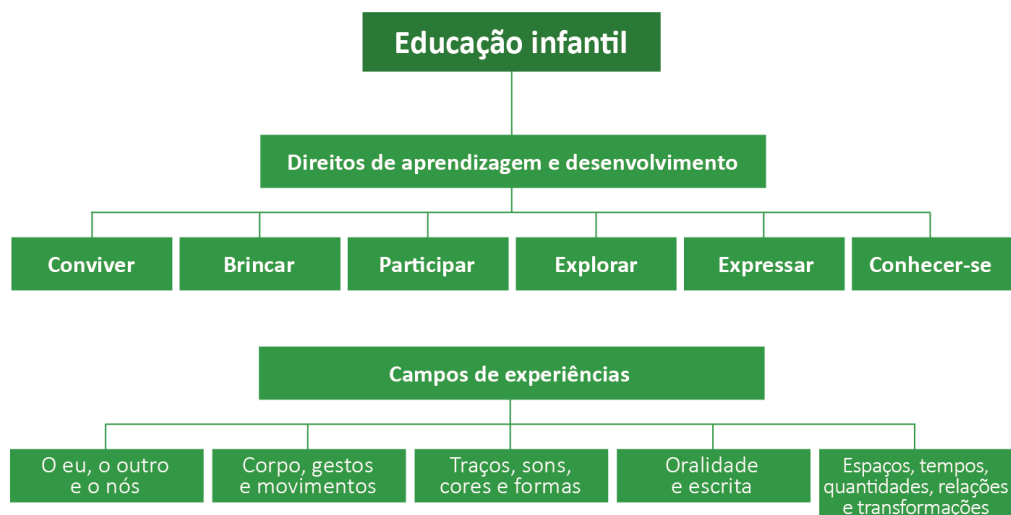 Educação infantil
Direitos de aprendizagem e desenvolvimento
Conviver
Brincar
Participar
Explorar
Expressar
Conhecer-se
Campos de experiências
O eu, o outro
e o nós
Corpo, gestos
e movimentos
Traços, sons,
cores e formas
Oralidade
e escrita
Espaços, tempos,
quantidades, relações
e transformações